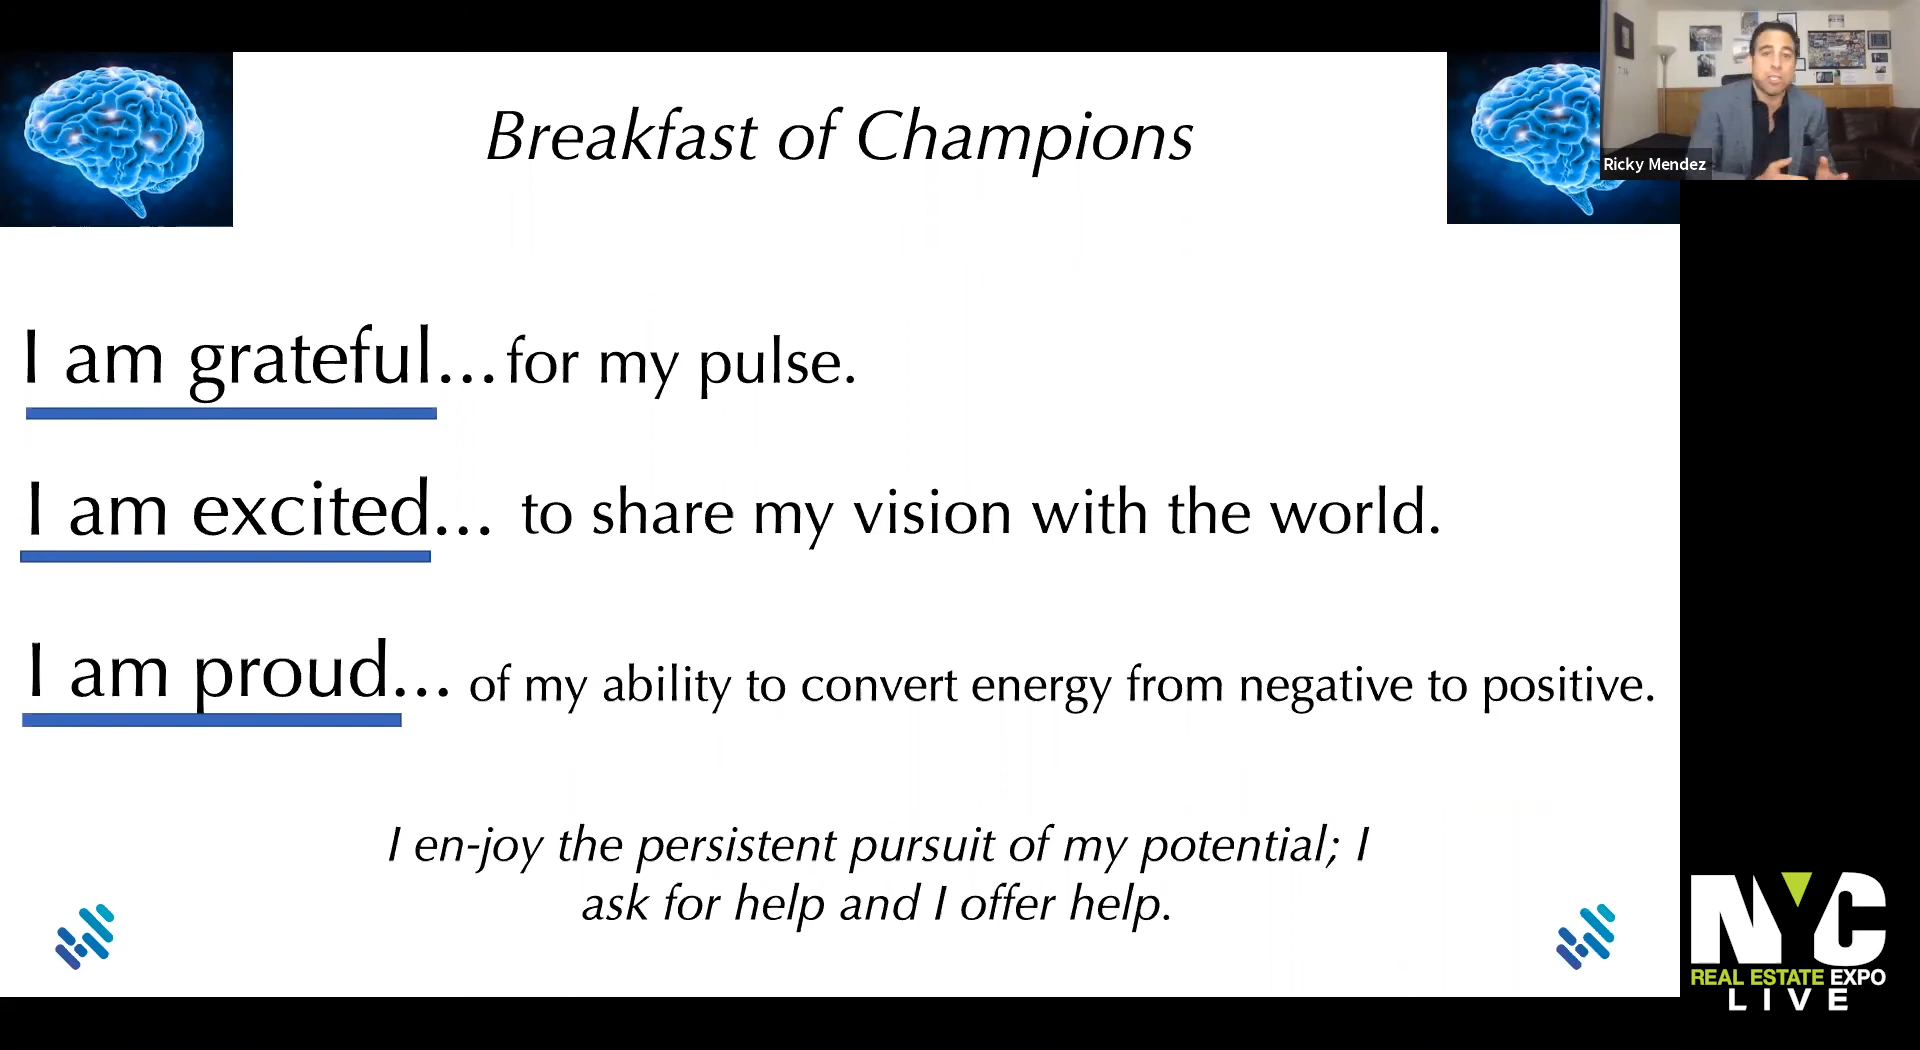 Breakfast of Champions
Ricky Mendez
I am grateful... for my pulse.
I am excited... to share my vision with the world.
I am proud... of my ability to convert energy from negative to positive.
I en-joy the persistent pursuit of my potential; I
ask for help and I offer help.
NYC
REAL ESTATE EXPO
LIVE